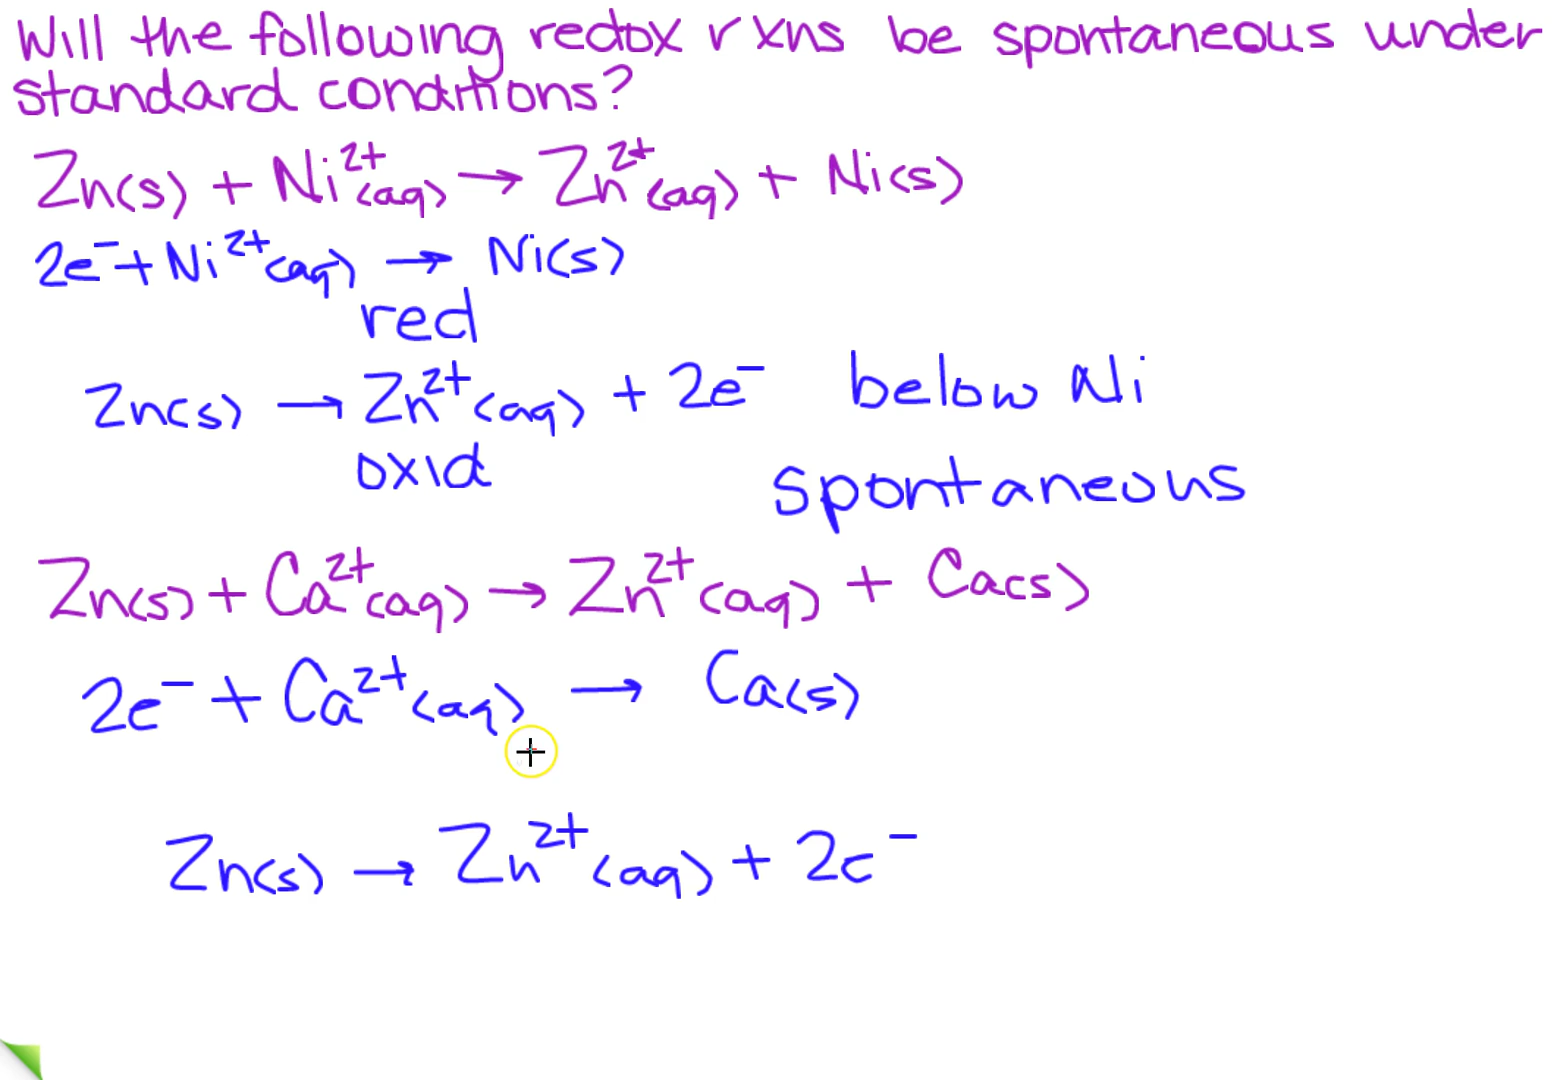 Will the following redox rxns be spontaneous under
standard conditions?
Zn(s) + Ni²⁺(aq) → Zn²⁺(aq) + Ni(s)
2e⁻ + Ni²⁺(aq) → Ni(s)
red
Zn(s) → Zn²⁺(aq) + 2e⁻ below Ni
oxid
spontaneous
Zn(s) + Ca²⁺(aq) → Zn²⁺(aq) + Ca(s)
2e⁻ + Ca²⁺(aq) → Ca(s)
Zn(s) → Zn²⁺(aq) + 2e⁻